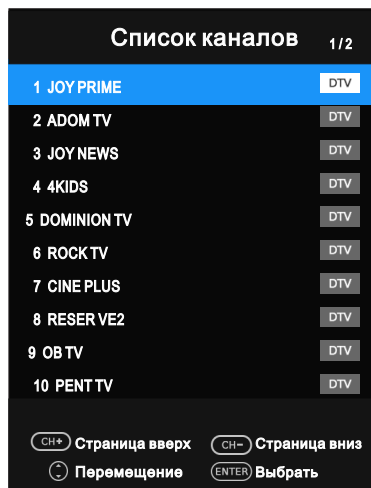 Список каналов 1/2
1 JOY PRIME DTV
2 ADOM TV DTV
3 JOY NEWS DTV
4 4KIDS DTV
5 DOMINION TV DTV
6 ROCK TV DTV
7 CINE PLUS DTV
8 RESER VE2 DTV
9 OB TV DTV
10 PENT TV DTV
CH+ Страница вверх CH- Страница вниз
Перемещение ENTER Выбрать